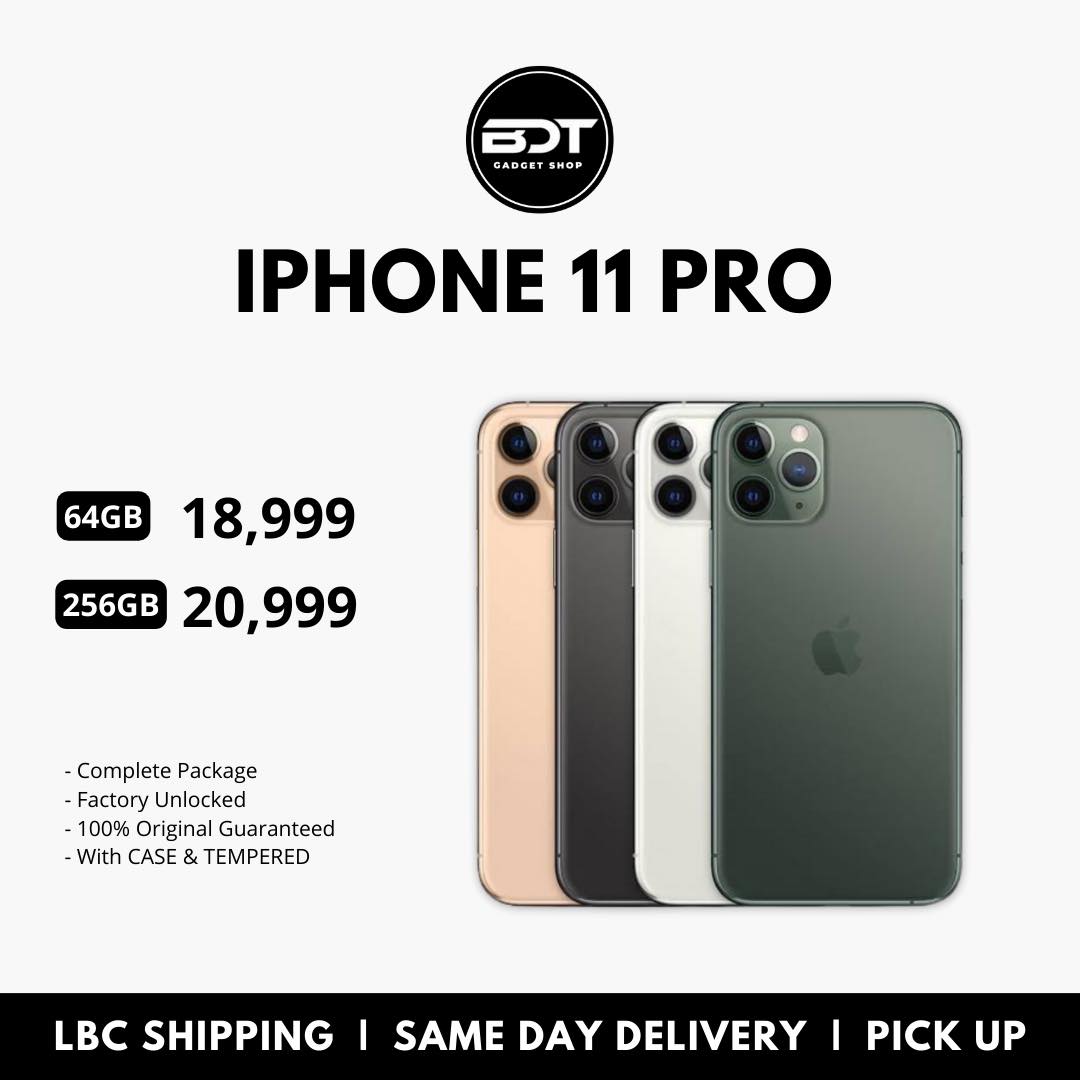 BDT
GADGET SHOP
IPHONE 11 PRO
64GB 18,999
256GB 20,999
- Complete Package
- Factory Unlocked
- 100% Original Guaranteed
- With CASE & TEMPERED
LBC SHIPPING | SAME DAY DELIVERY | PICK UP